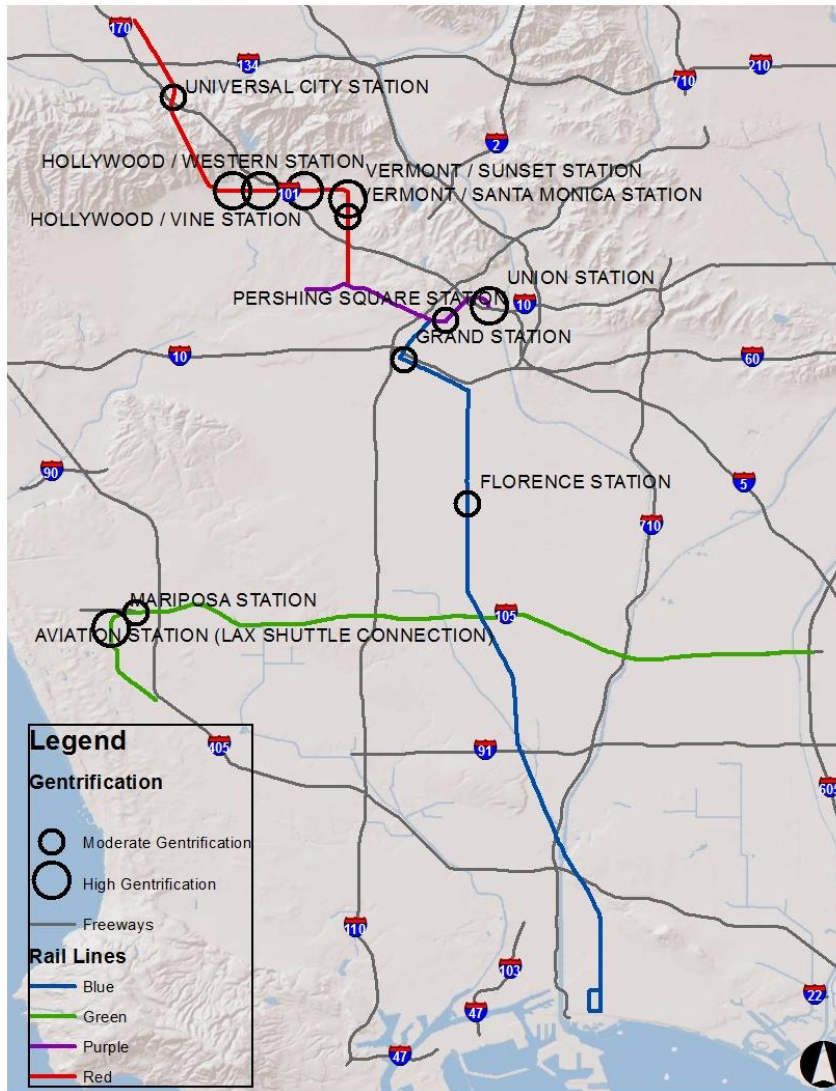 170
134
210
710
UNIVERSAL CITY STATION
2
HOLLYWOOD / WESTERN STATION
VERMONT / SUNSET STATION
101
VERMONT / SANTA MONICA STATION
HOLLYWOOD / VINE STATION
UNION STATION
PERSHING SQUARE STATION
10
GRAND STATION
10
60
90
FLORENCE STATION
5
710
MARIPOSA STATION
105
AVIATION STATION (LAX SHUTTLE CONNECTION)
405
91
605
Legend
Gentrification
Moderate Gentrification
High Gentrification
Freeways
Rail Lines
Blue
Green
Purple
Red
110
103
47
22
47